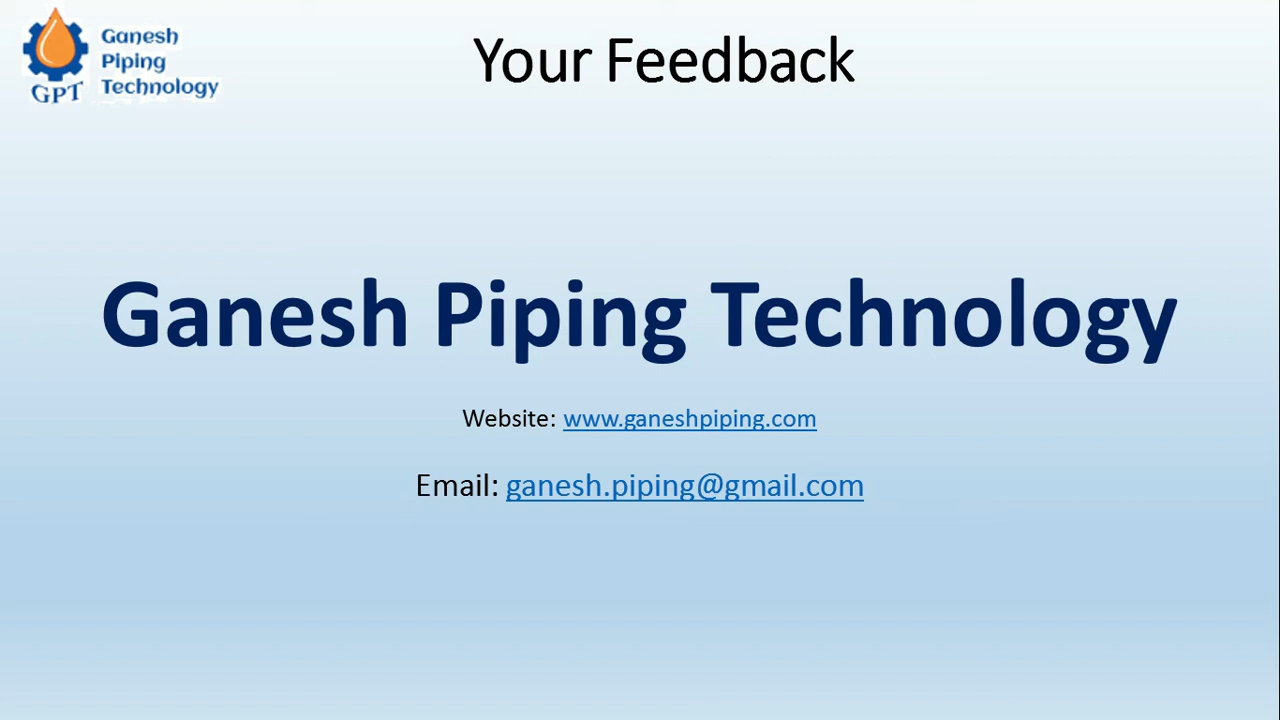 Ganesh
Piping
Technology
GPT
Your Feedback
Ganesh Piping Technology
Website: www.ganeshpiping.com
Email: ganesh.piping@gmail.com